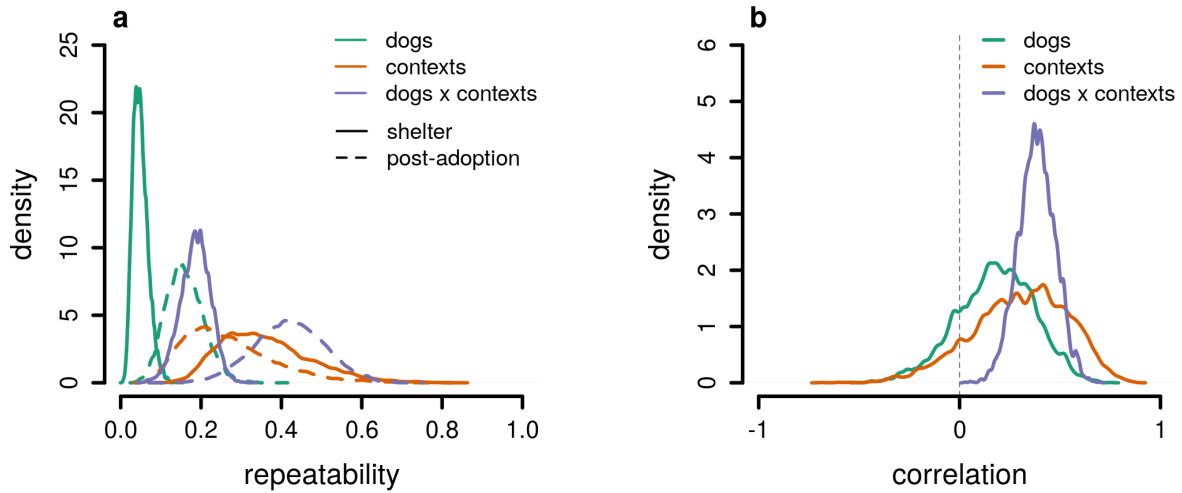 a
25
20
15
10
5
0
density
dogs
contexts
dogs x contexts
shelter
post-adoption
0.0 0.2 0.4 0.6 0.8 1.0
repeatability
b
6
5
4
3
2
1
0
density
dogs
contexts
dogs x contexts
-1 0 1
correlation